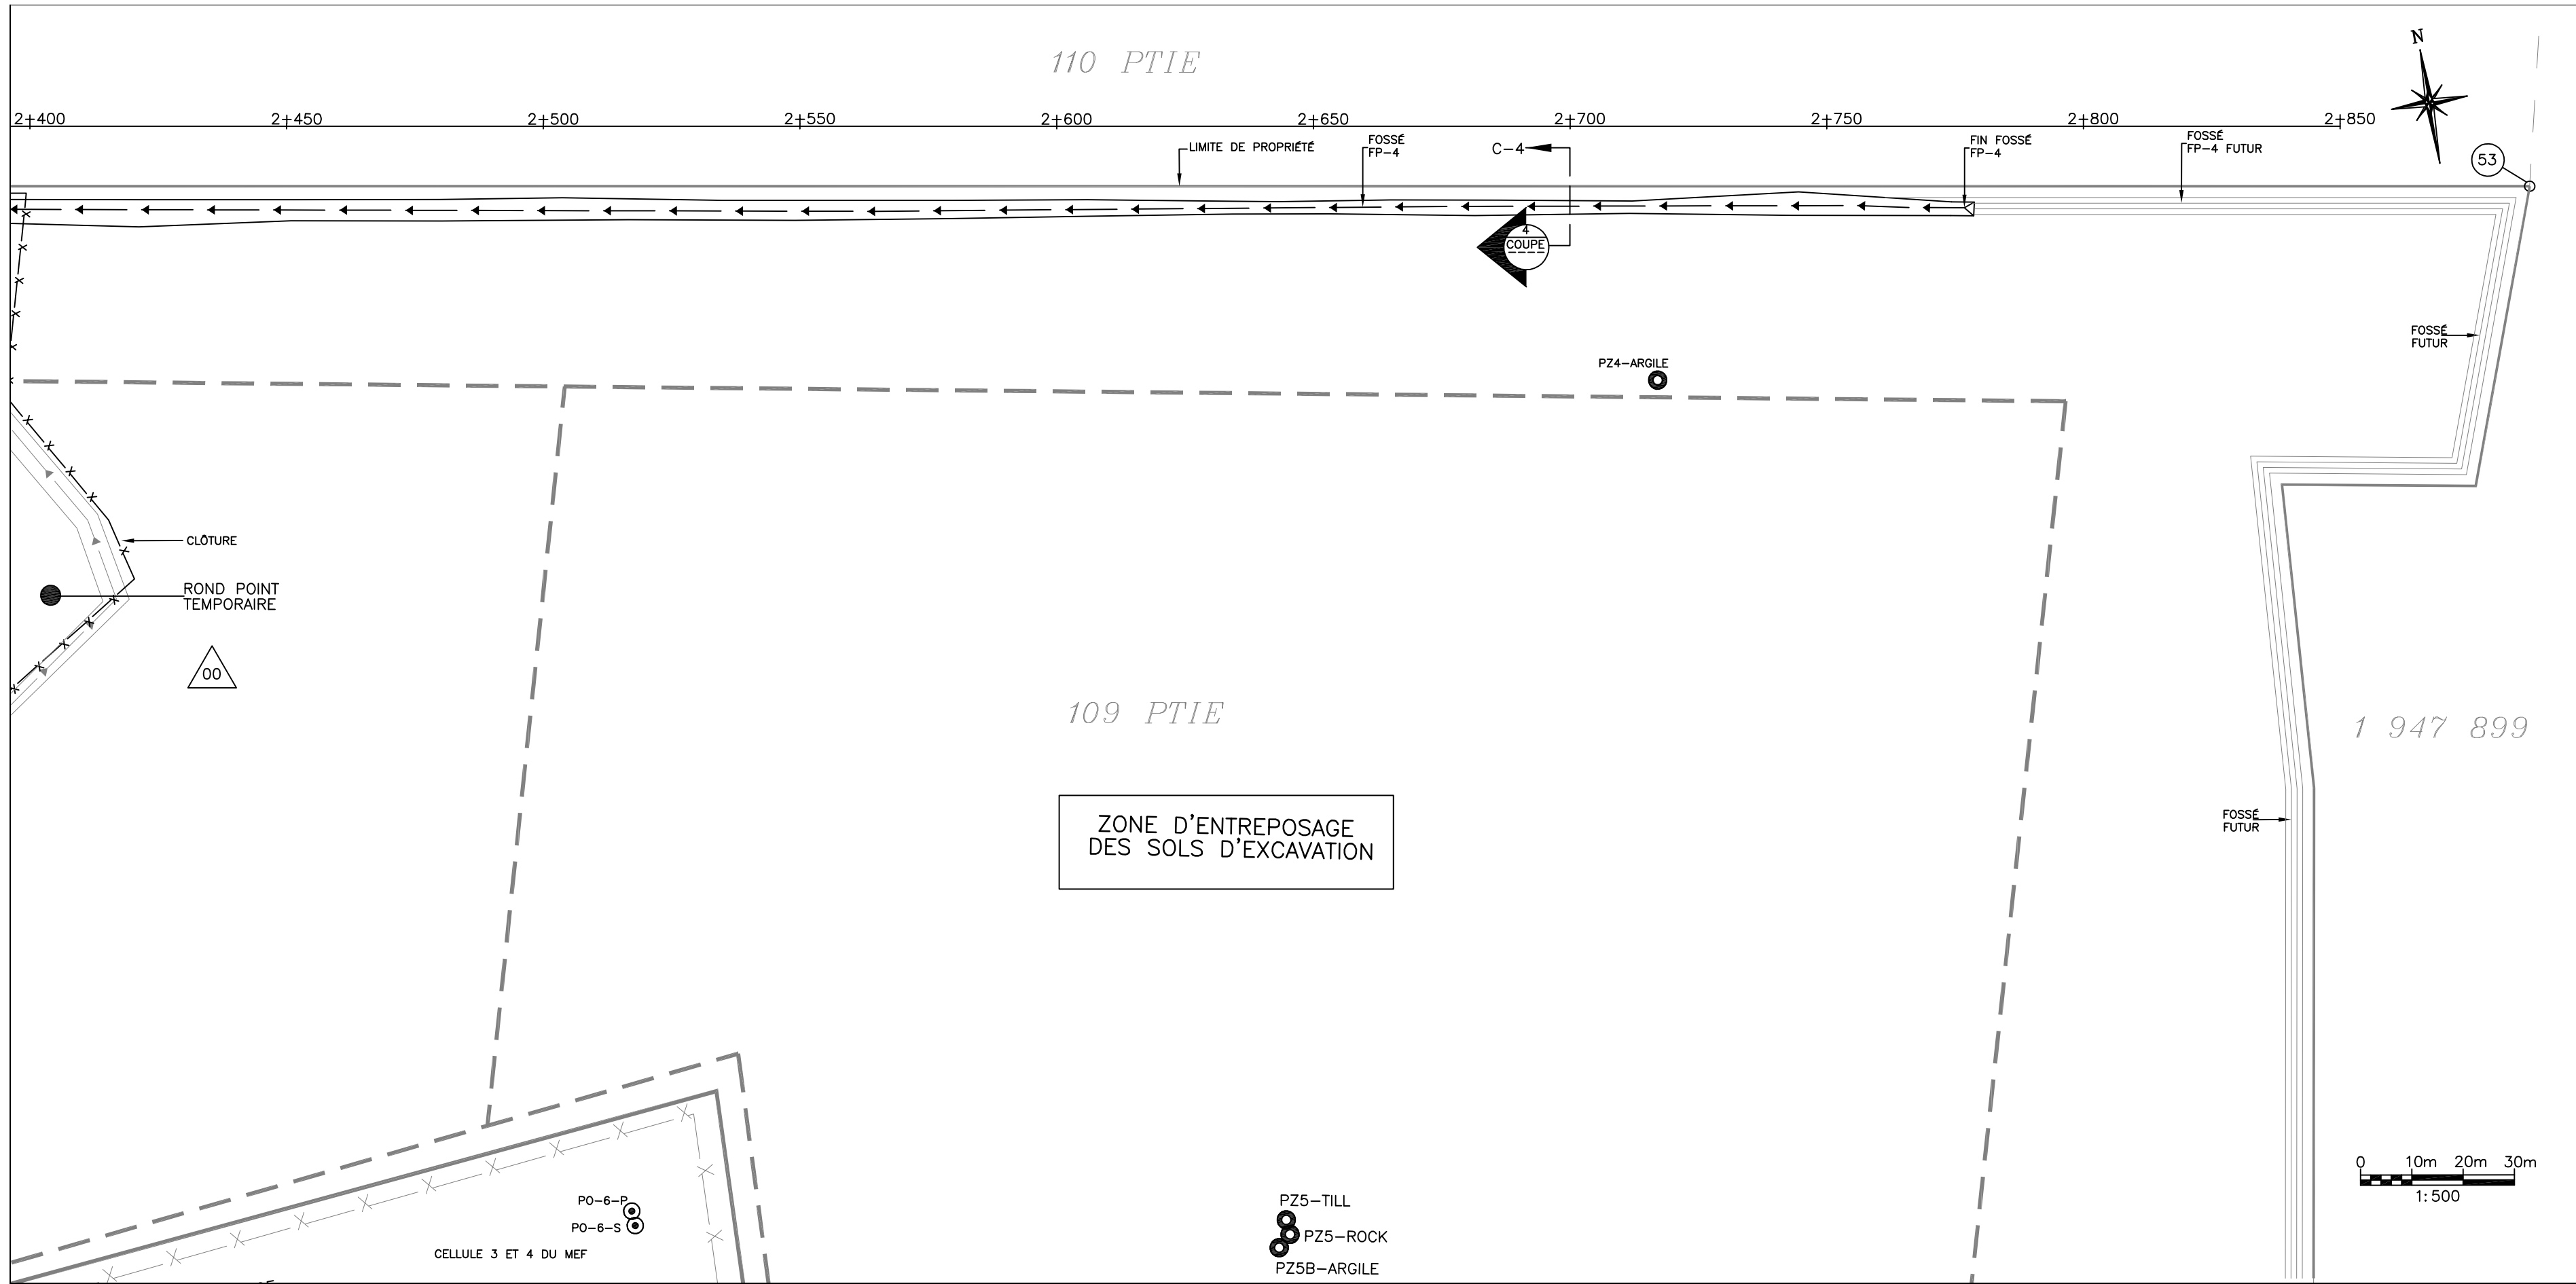 110 PTIE
N
2+400 2+450 2+500 2+550 2+600 2+650 2+700 2+750 2+800 2+850
LIMITE DE PROPRIÉTÉ
FOSSÉ
FP-4
C-4
FIN FOSSÉ
FP-4
FOSSÉ
FP-4 FUTUR
53
4
COUPE
FOSSÉ
FUTUR
PZ4-ARGILE
CLÔTURE
ROND POINT
TEMPORAIRE
00
109 PTIE
1 947 899
ZONE D'ENTREPOSAGE
DES SOLS D'EXCAVATION
FOSSÉ
FUTUR
0 10m 20m 30m
1:500
PO-6-P
PO-6-S
CELLULE 3 ET 4 DU MEF
PZ5-TILL
PZ5-ROCK
PZ5B-ARGILE